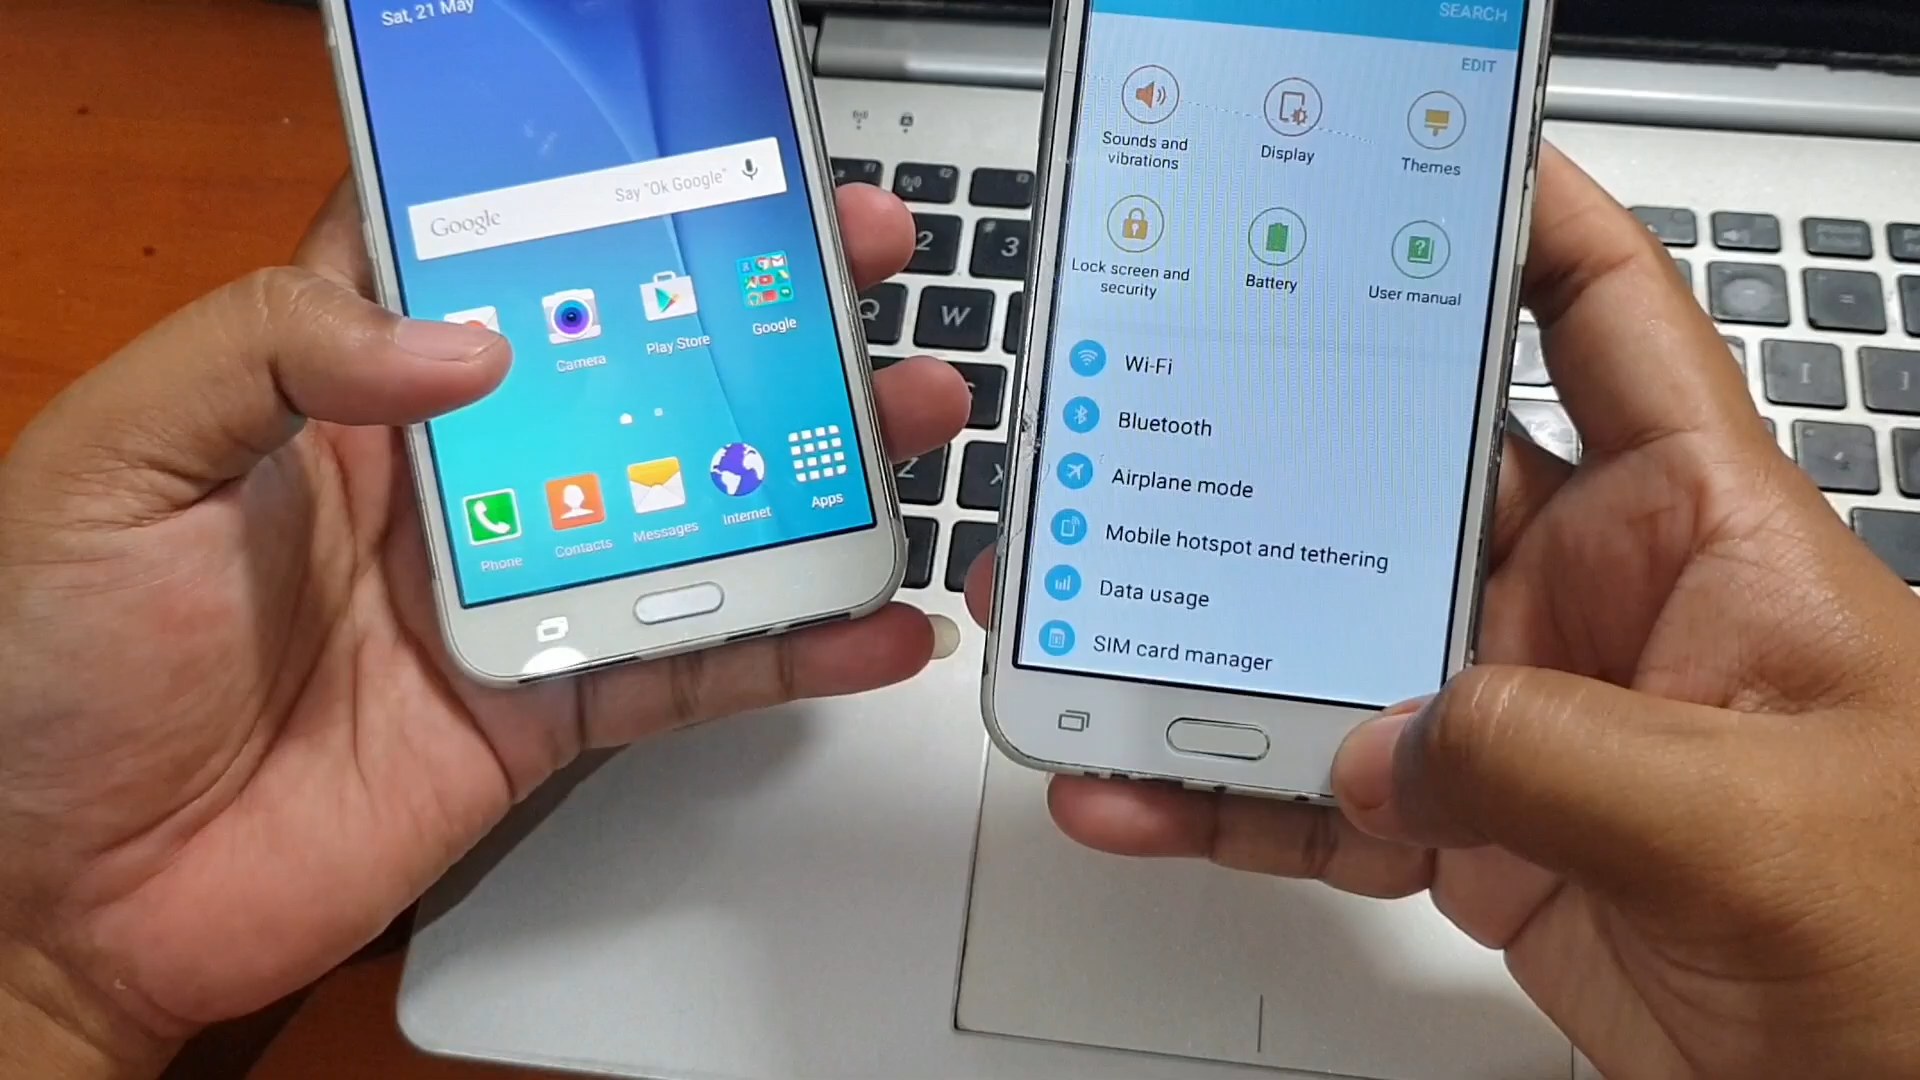 Sat, 21 May
Google
Say "Ok Google"
Camera
Play Store
Google
Phone
Contacts
Messages
Internet
Apps
SEARCH
EDIT
Sounds and
vibrations
Display
Themes
Lock screen and
security
Battery
User manual
Wi-Fi
Bluetooth
Airplane mode
Mobile hotspot and tethering
Data usage
SIM card manager
2
3
Q
W
Z
X
I